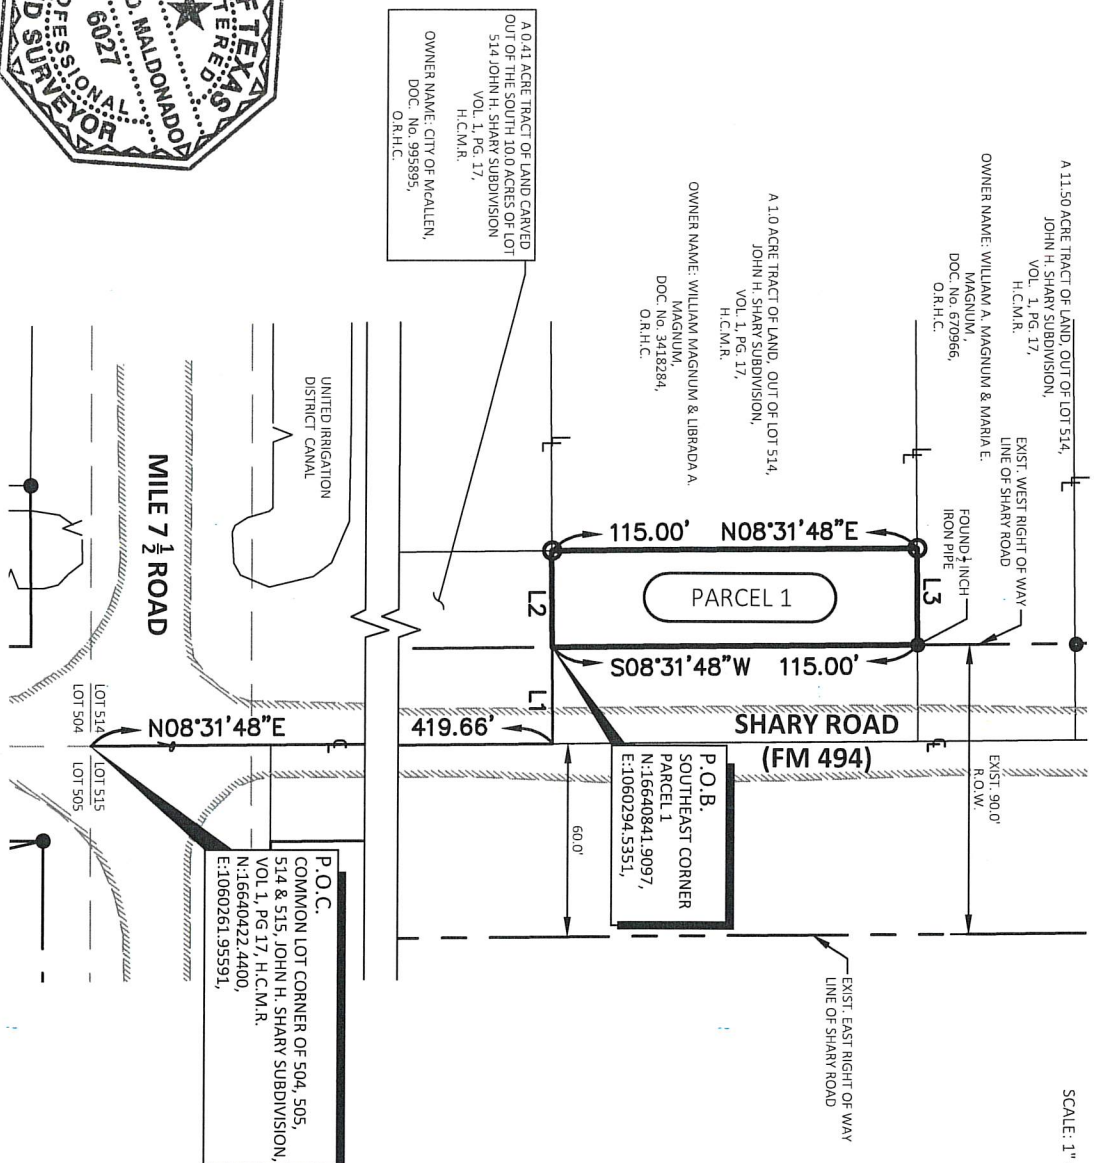 SCALE: 1"
A 11.50 ACRE TRACT OF LAND, OUT OF LOT 514,
JOHN H. SHARY SUBDIVISION,
VOL. 1, PG. 17,
H.C.M.R.
OWNER NAME: WILLIAM A. MAGNUM & MARIA E.
MAGNUM,
DOC. No. 670966,
O.R.H.C.
EXIST. WEST RIGHT OF WAY
LINE OF SHARY ROAD
FOUND ½ INCH
IRON PIPE
A 1.0 ACRE TRACT OF LAND, OUT OF LOT 514,
JOHN H. SHARY SUBDIVISION,
VOL. 1, PG. 17,
H.C.M.R.
OWNER NAME: WILLIAM MAGNUM & LIBRADA A.
MAGNUM,
DOC. No. 3418284,
O.R.H.C.
A 0.41 ACRE TRACT OF LAND CARVED
OUT OF THE SOUTH 10.0 ACRES OF LOT
514 JOHN H. SHARY SUBDIVISION
VOL. 1, PG. 17,
H.C.M.R.
OWNER NAME: CITY OF McALLEN,
DOC. No. 995895,
O.R.H.C.
F TEXAS
TERED
O. MALDONADO
6027
OFESSIONAL
D SURVEYOR
115.00' N08°31'48"E
PARCEL 1
L3
L2
S08°31'48"W 115.00'
L1
SHARY ROAD
(FM 494)
EXIST. 90.0'
R.O.W.
60.0'
EXIST. EAST RIGHT OF WAY
LINE OF SHARY ROAD
P.O.B.
SOUTHEAST CORNER
PARCEL 1
N:16640841.9097,
E:1060294.5351,
UNITED IRRIGATION
DISTRICT CANAL
MILE 7 ½ ROAD
N08°31'48"E
419.66'
LOT 514
LOT 504
LOT 515
LOT 505
P.O.C.
COMMON LOT CORNER OF 504, 505,
514 & 515, JOHN H. SHARY SUBDIVISION,
VOL 1, PG 17, H.C.M.R.
N:16640422.4400,
E:1060261.95591,